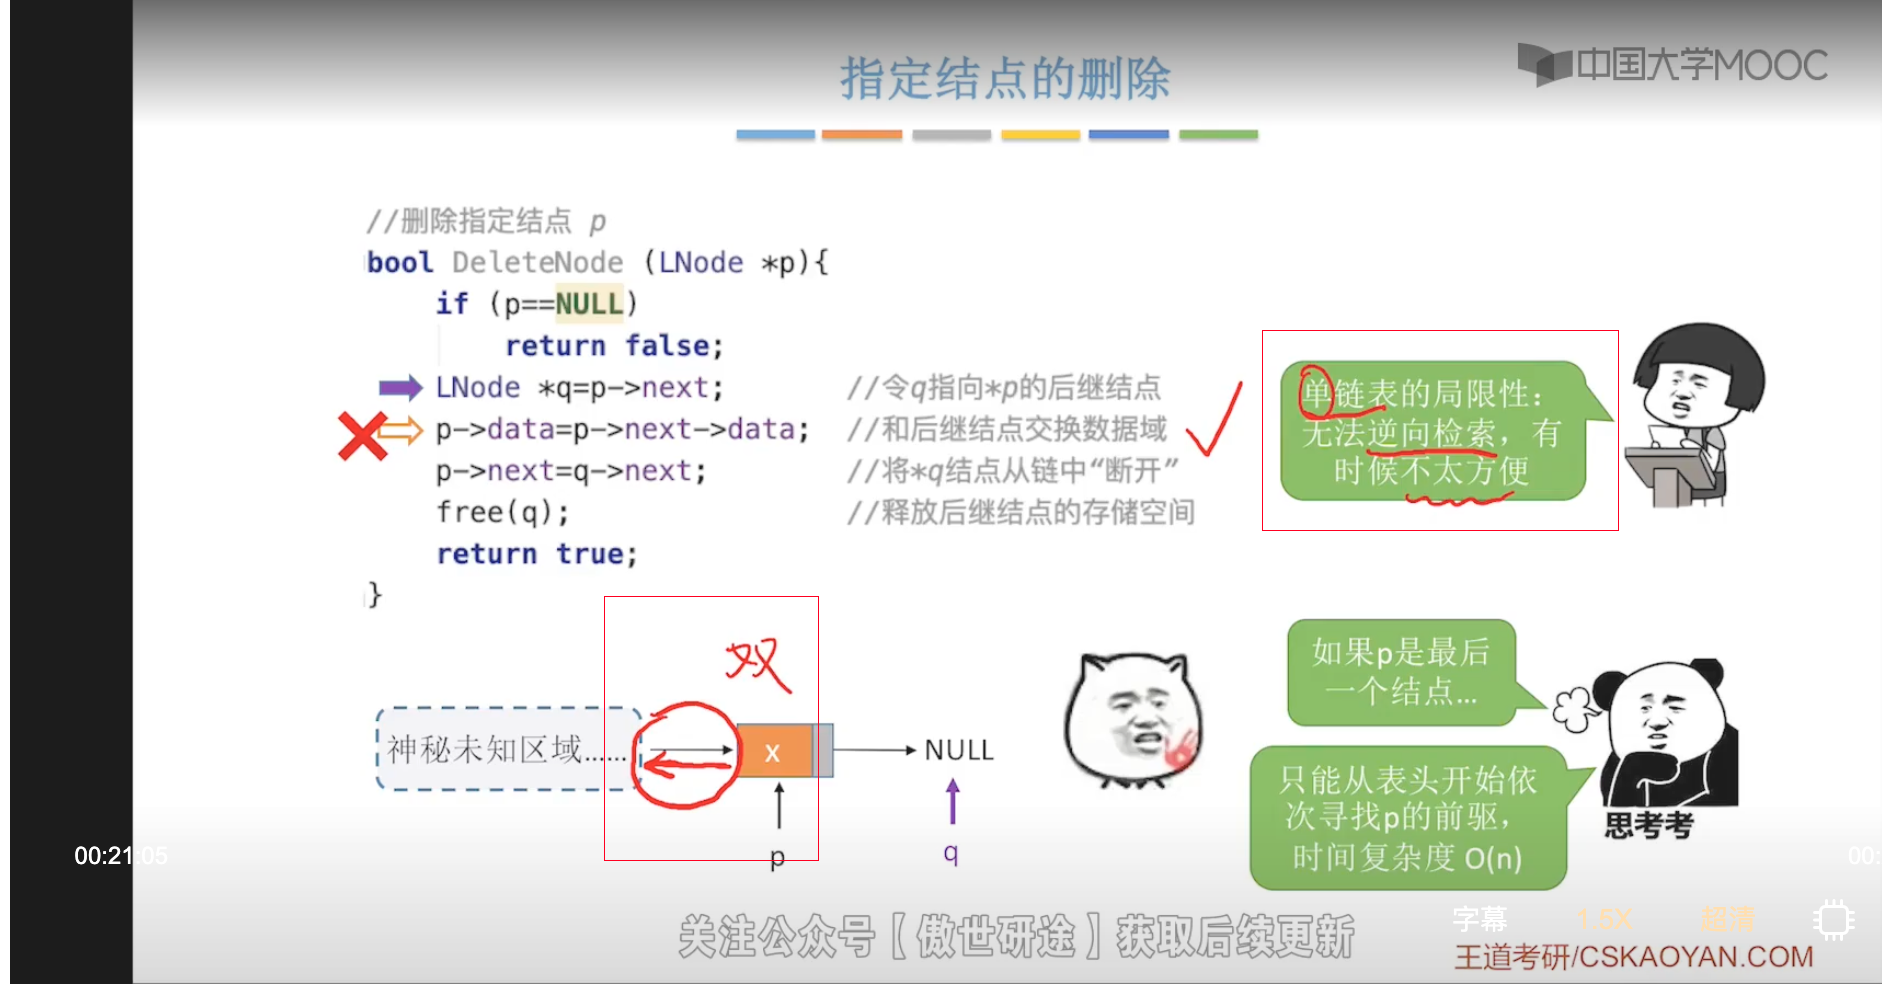 指定结点的删除
中国大学MOOC
//删除指定结点 p
bool DeleteNode (LNode *p){
if (p==NULL)
return false;
LNode *q=p->next; //令q指向*p的后继结点
p->data=p->next->data; //和后继结点交换数据域
p->next=q->next; //将*q结点从链中“断开”
free(q); //释放后继结点的存储空间
return true;
}
单链表的局限性：
无法逆向检索，有
时候不太方便
双
神秘未知区域……
x
NULL
p
q
如果p是最后
一个结点…
只能从表头开始依
次寻找p的前驱，
时间复杂度 O(n)
思考考
00:21:05
00:
关注公众号【傲世研途】获取后续更新
字幕
1.5X
超清
王道考研/CSKAOYAN.COM